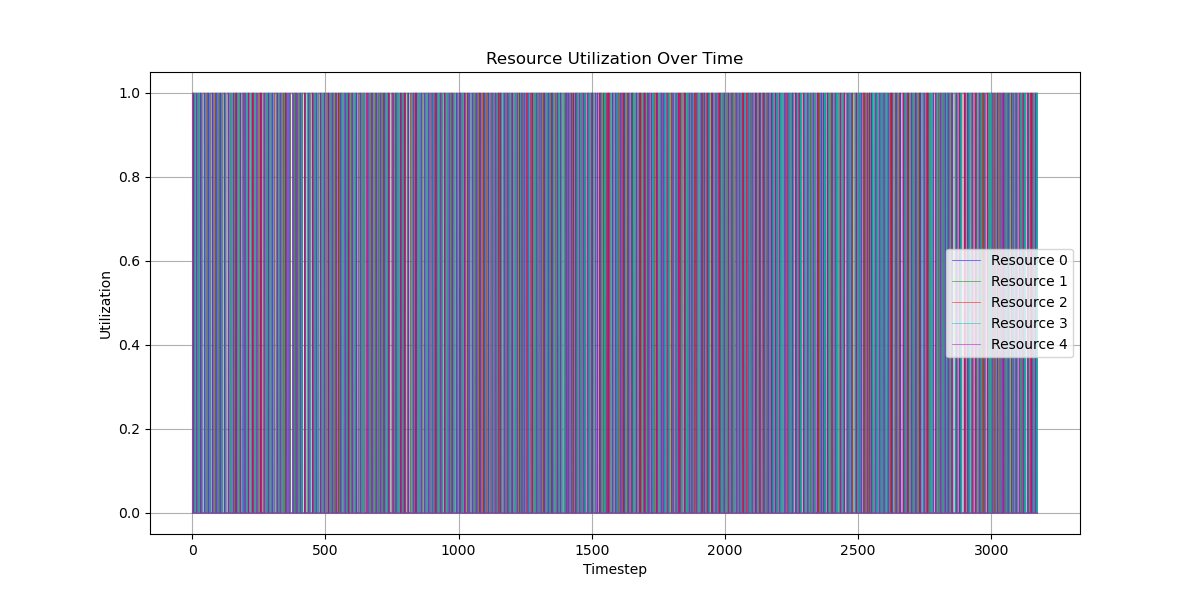 Resource Utilization Over Time
Utilization
1.0
0.8
0.6
0.4
0.2
0.0
Resource 0
Resource 1
Resource 2
Resource 3
Resource 4
0 500 1000 1500 2000 2500 3000
Timestep